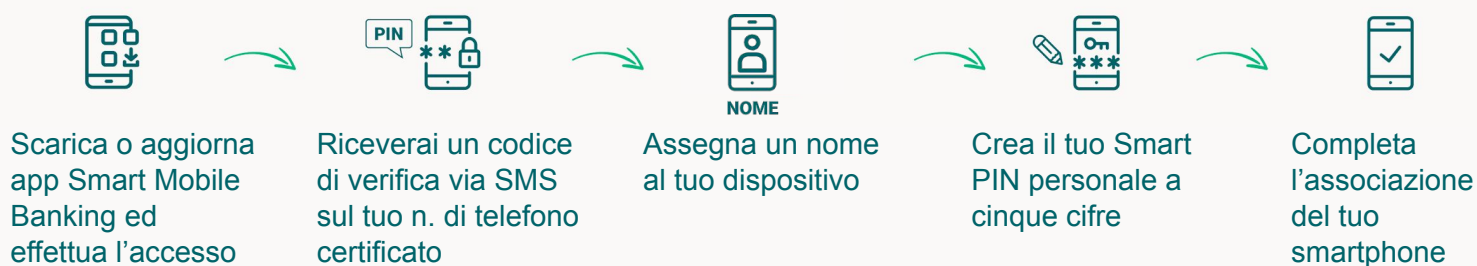 PIN
**
NOME
***
Scarica o aggiorna
app Smart Mobile
Banking ed
effettua l’accesso
Riceverai un codice
di verifica via SMS
sul tuo n. di telefono
certificato
Assegna un nome
al tuo dispositivo
Crea il tuo Smart
PIN personale a
cinque cifre
Completa
l’associazione
del tuo
smartphone